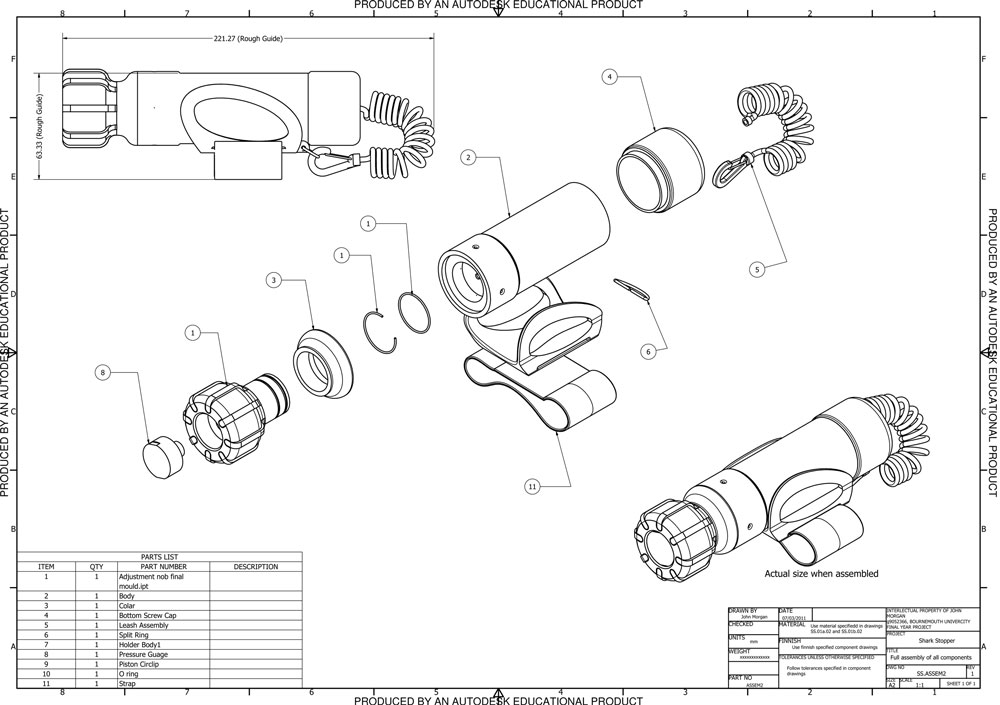 PRODUCED BY AN AUTODESK EDUCATIONAL PRODUCT
8 7 6 5 4 3 2 1
F F
E E
D D
C C
B B
A A
PRODUCED BY AN AUTODESK EDUCATIONAL PRODUCT
PRODUCED BY AN AUTODESK EDUCATIONAL PRODUCT
221.27 (Rough Guide)
63.33 (Rough Guide)
4
2
1
1
3
1
8
5
6
11
Actual size when assembled
PARTS LIST
ITEM QTY PART NUMBER DESCRIPTION
1 1 Adjustment nob final
mould.ipt
2 1 Body
3 1 Colar
4 1 Bottom Screw Cap
5 1 Leash Assembly
6 1 Split Ring
7 1 Holder Body1
8 1 Pressure Guage
9 1 Piston Circlip
10 1 O ring
11 1 Strap
DRAWN BY
John Morgan
DATE
07/03/2011
CHECKED
MATERIAL Use material specifiedd in drawings
SS.01a.02 and SS.01b.02
UNITS
mm
FINNISH
Use finnish specified component drawings
WEIGHT
xxxxxxxxxxxxx
TOLERANCES UNLESS OTHERWISE SPECIFIED
Follow tolerances specified in component
drawings
PART NO
ASSEM2
INTERLECTUAL PROPERTY OF JOHN
MORGAN
FINAL YEAR PROJECT
PROJECT
Shark Stopper
TITLE
Full assembly of all components
DWG NO
SS.ASSEM2
REV
1
SIZE
A2
SCALE
1:1
SHEET 1 OF 1
8 7 6 5 4 3 2 1
PRODUCED BY AN AUTODESK EDUCATIONAL PRODUCT